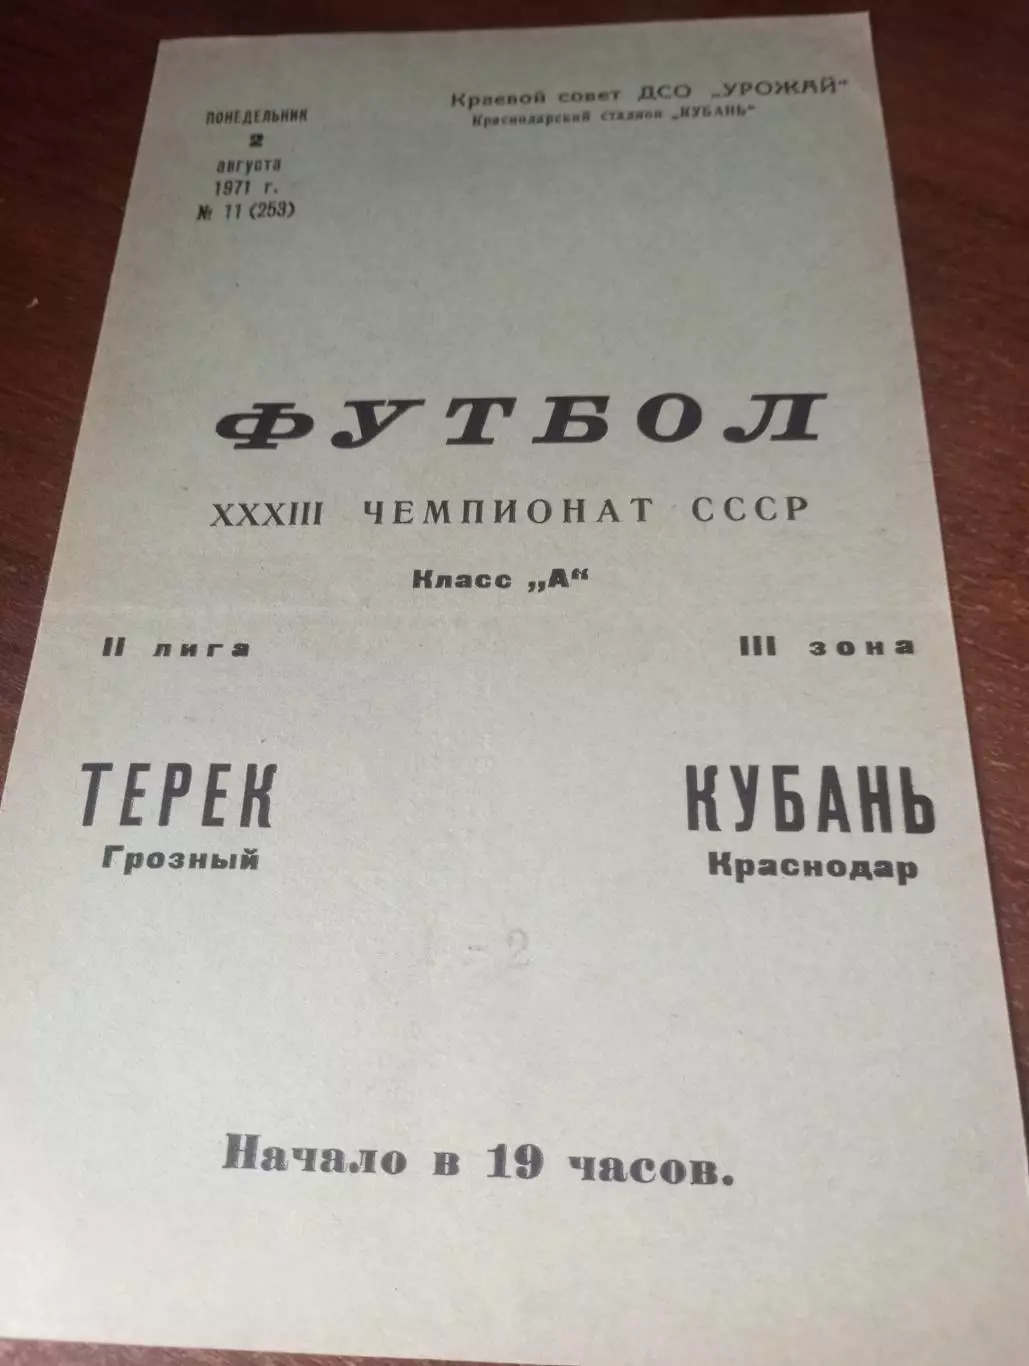 ПОНЕДЕЛЬНИК
2
августа
1971 г.
№ 11 (253)
Краевой совет ДСО „УРОЖАЙ“
Краснодарский стадион „КУБАНЬ“
ФУТБОЛ
XXXIII ЧЕМПИОНАТ СССР
Класс „А“
II лига
III зона
ТЕРЕК
Грозный
КУБАНЬ
Краснодар
Начало в 19 часов.